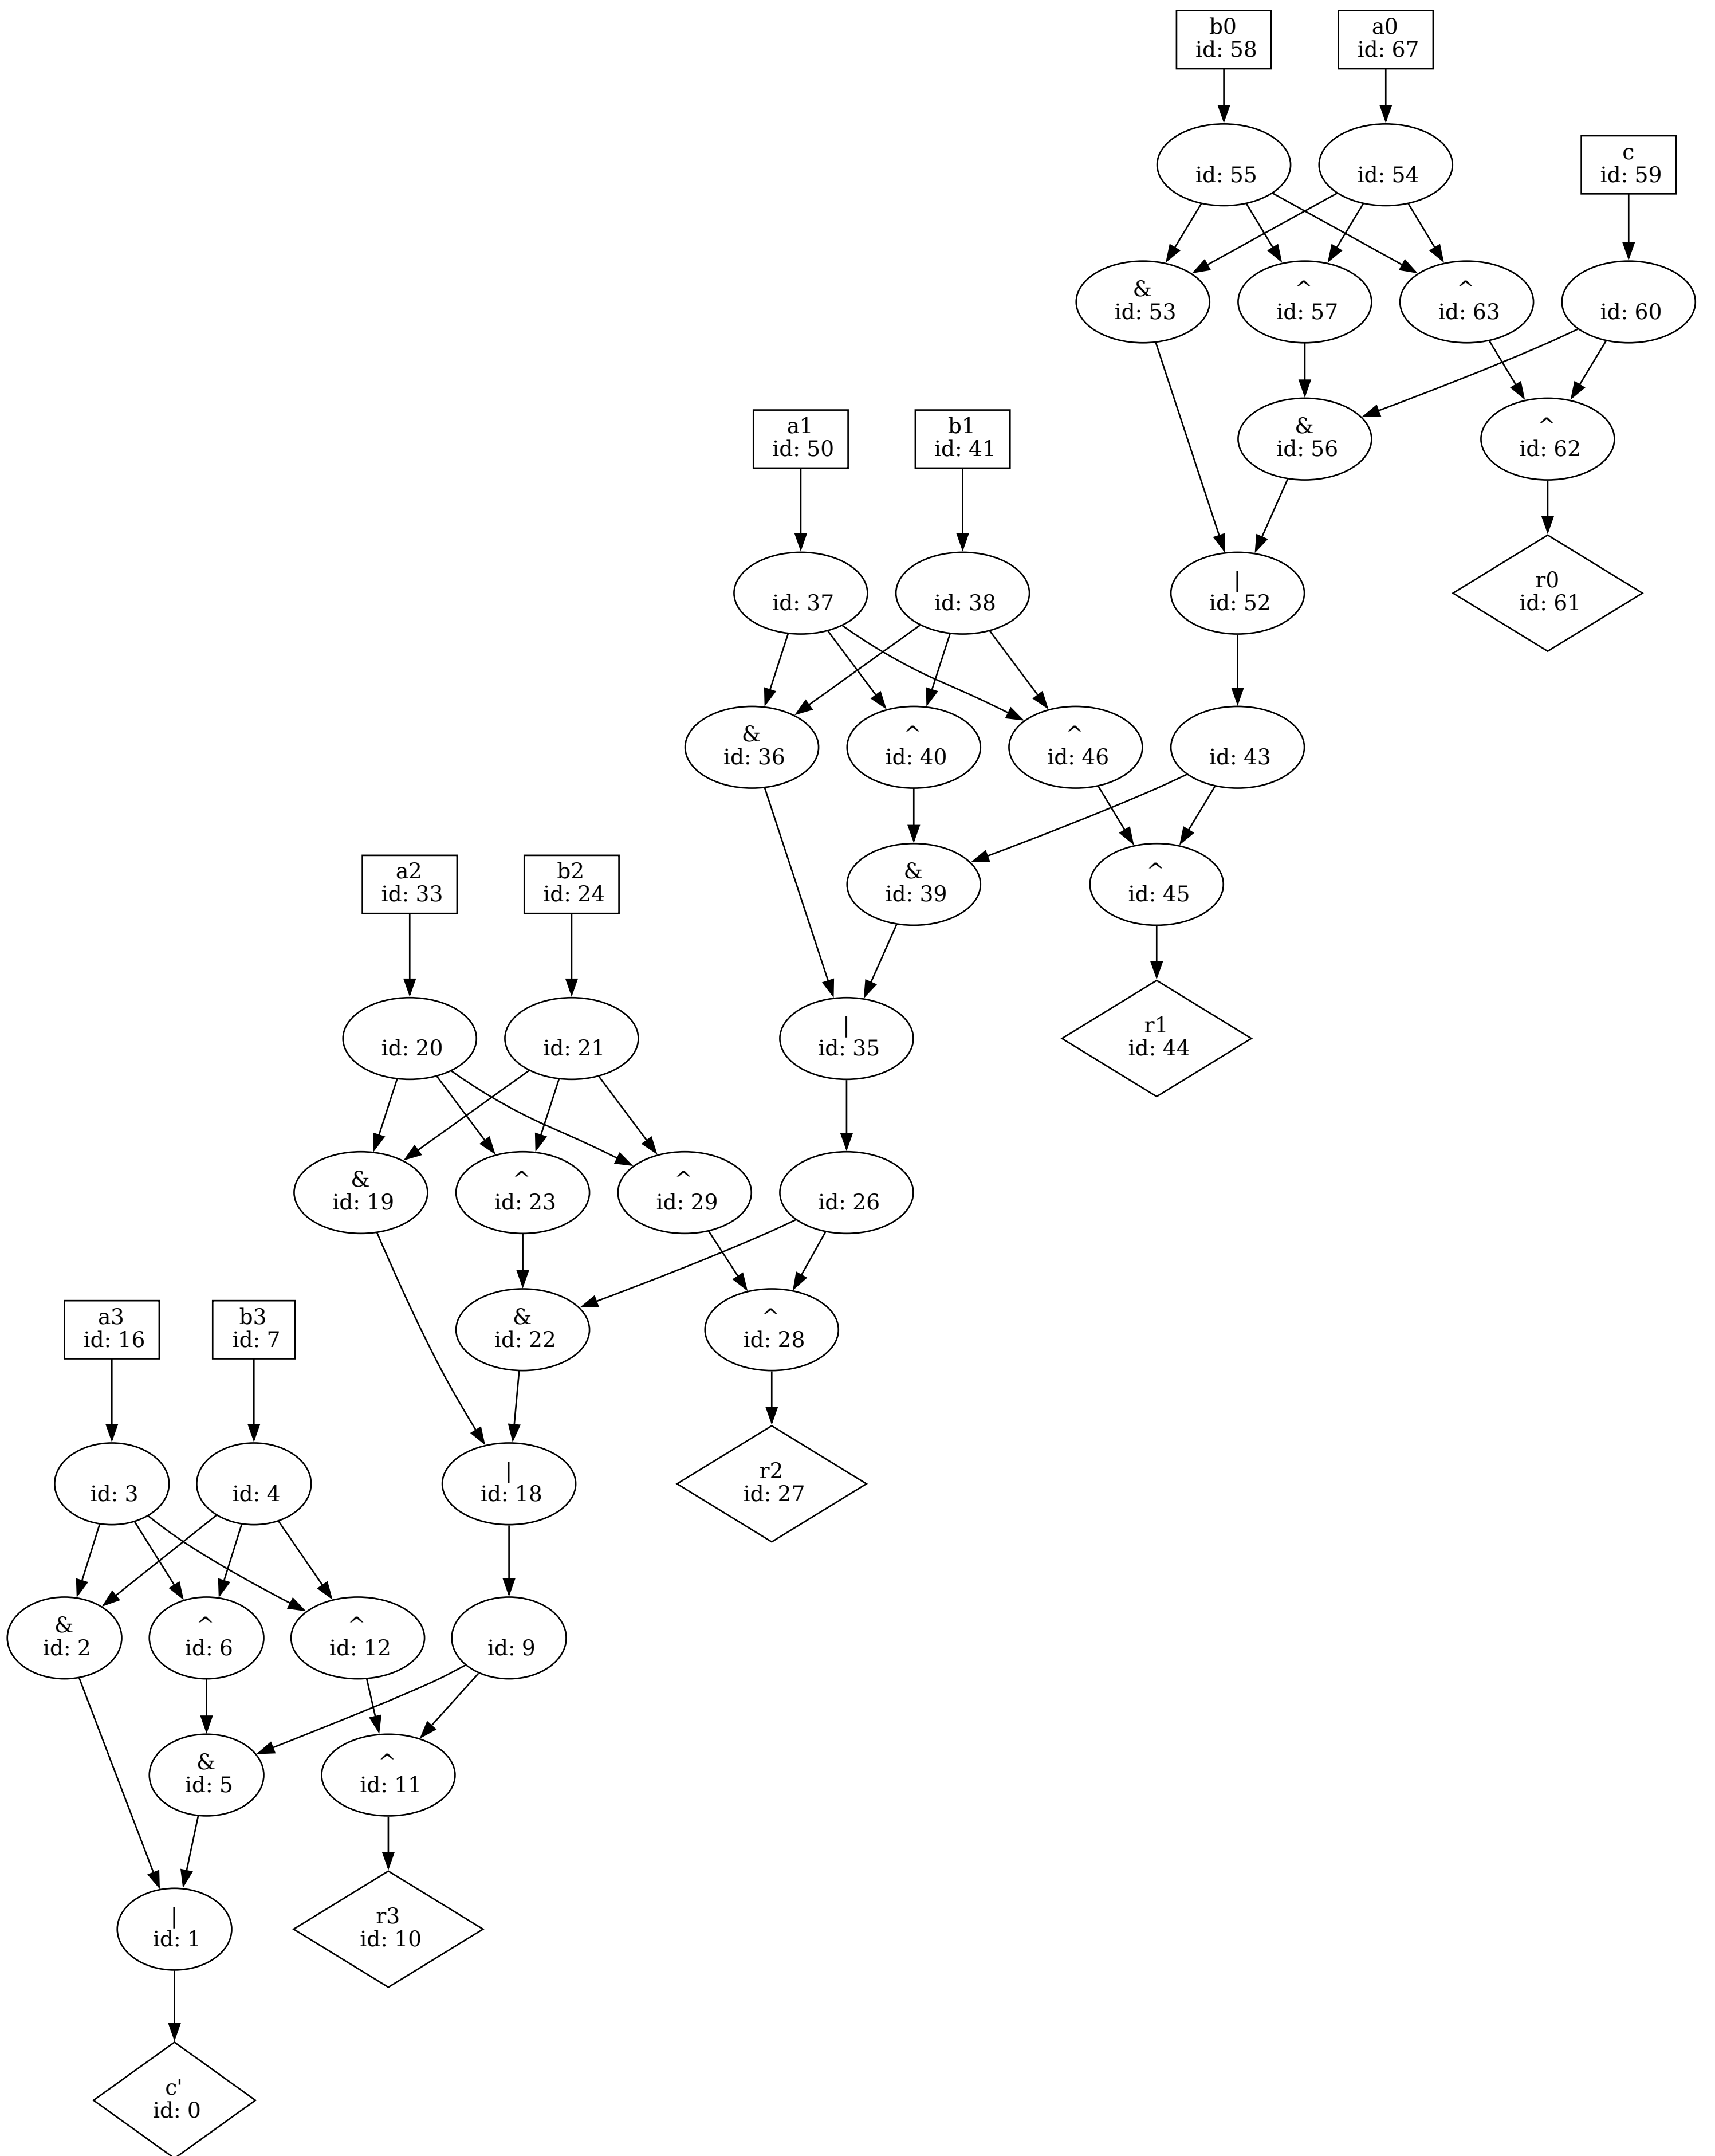 b0
id: 58
a0
id: 67
c
id: 59
id: 55
id: 54
&
id: 53
^
id: 57
^
id: 63
id: 60
a1
id: 50
b1
id: 41
&
id: 56
^
id: 62
id: 37
id: 38
|
id: 52
r0
id: 61
&
id: 36
^
id: 40
^
id: 46
id: 43
a2
id: 33
b2
id: 24
&
id: 39
^
id: 45
id: 20
id: 21
|
id: 35
r1
id: 44
&
id: 19
^
id: 23
^
id: 29
id: 26
a3
id: 16
b3
id: 7
&
id: 22
^
id: 28
id: 3
id: 4
|
id: 18
r2
id: 27
&
id: 2
^
id: 6
^
id: 12
id: 9
&
id: 5
^
id: 11
|
id: 1
r3
id: 10
c'
id: 0